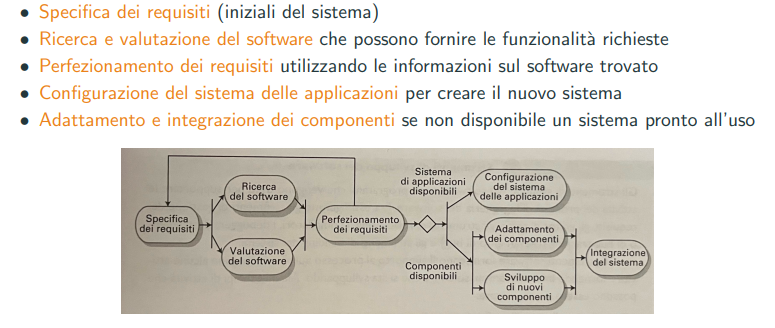 • Specifica dei requisiti (iniziali del sistema)
• Ricerca e valutazione del software che possono fornire le funzionalità richieste
• Perfezionamento dei requisiti utilizzando le informazioni sul software trovato
• Configurazione del sistema delle applicazioni per creare il nuovo sistema
• Adattamento e integrazione dei componenti se non disponibile un sistema pronto all'uso
Specifica
dei requisiti
Ricerca
del software
Valutazione
del software
Perfezionamento
dei requisiti
Sistema
di applicazioni
disponibili
Componenti
disponibili
Configurazione
del sistema
delle applicazioni
Adattamento
dei componenti
Sviluppo
di nuovi
componenti
Integrazione
del sistema